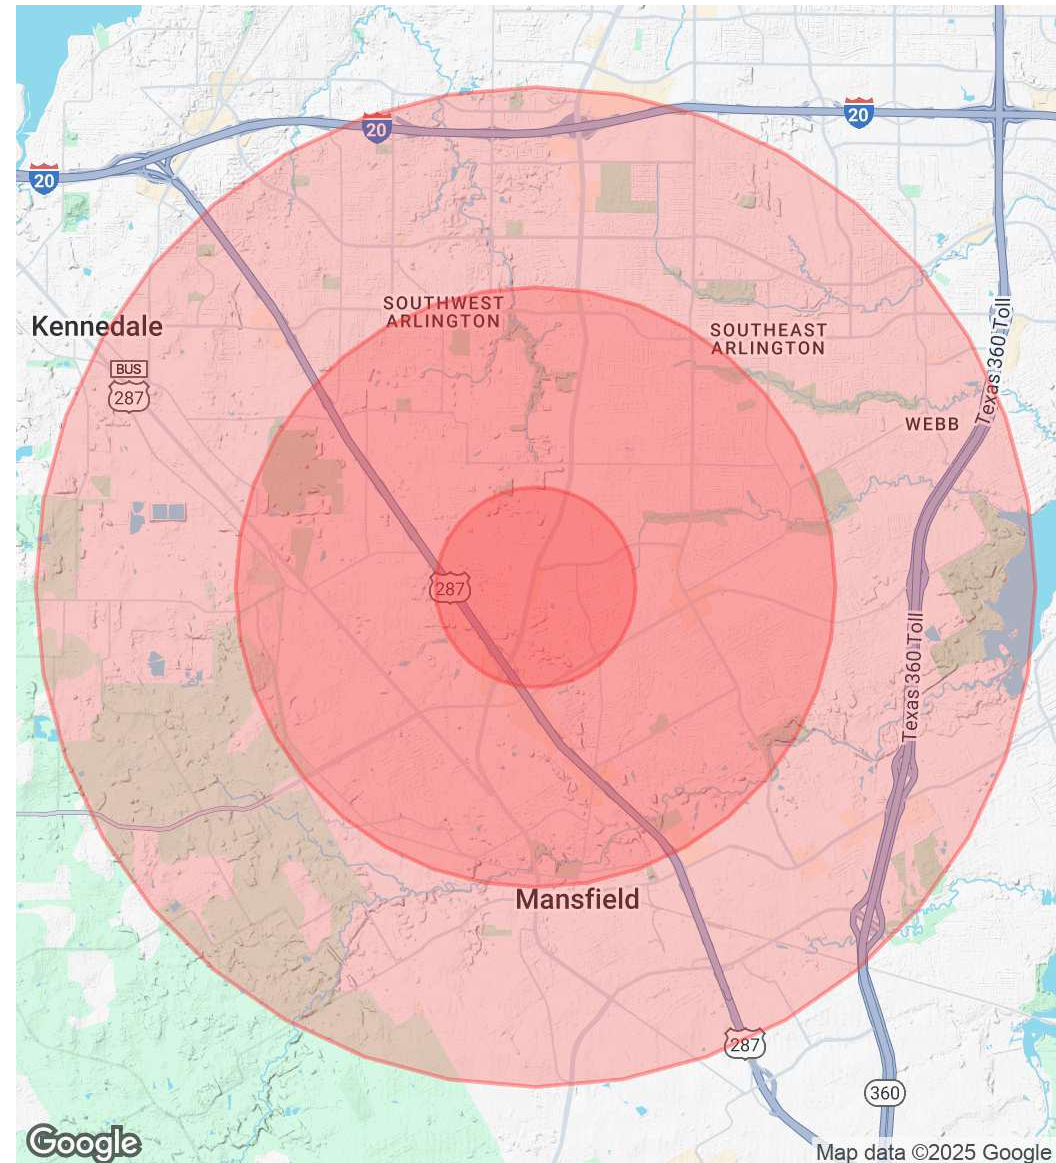 20
20
20
Kennedale
SOUTHWEST
ARLINGTON
SOUTHEAST
ARLINGTON
Texas 360 Toll
BUS
287
WEBB
287
Texas 360 Toll
Mansfield
287
360
Google
Map data ©2025 Google